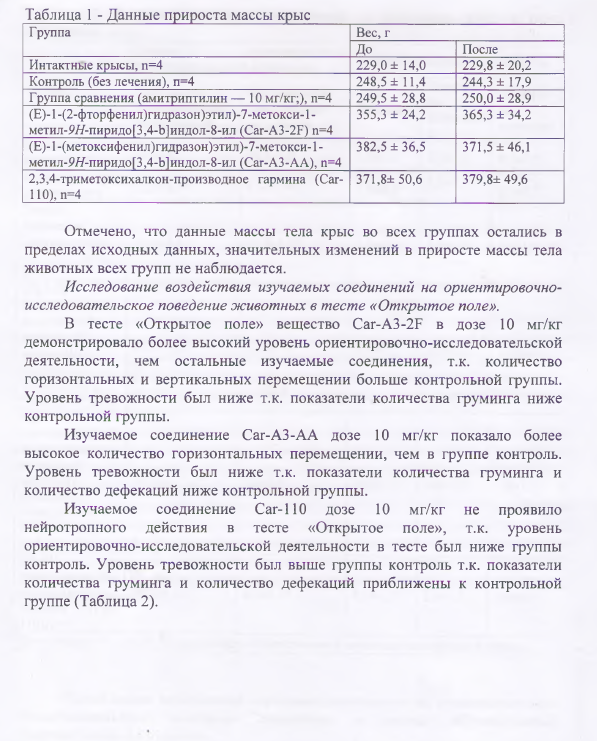 Таблица 1 - Данные прироста массы крыс
Группа Вес, г
До После
Интактные крысы, n=4 229,0 ± 14,0 229,8 ± 20,2
Контроль (без лечения), n=4 248,5 ± 11,4 244,3 ± 17,9
Группа сравнения (амитриптилин — 10 мг/кг;), n=4 249,5 ± 28,8 250,0 ± 28,9
(E)-1-(2-фторфенил)гидразон)этил)-7-метокси-1- 355,3 ± 24,2 365,3 ± 34,2
метил-9H-пиридо[3,4-b]индол-8-ил (Car-A3-2F) n=4
(E)-1-(метоксифенил)гидразон)этил)-7-метокси-1- 382,5 ± 36,5 371,5 ± 46,1
метил-9H-пиридо[3,4-b]индол-8-ил (Car-A3-AA), n=4
2,3,4-триметоксихалкон-производное гармина (Car- 371,8± 50,6 379,8± 49,6
110), n=4
Отмечено, что данные массы тела крыс во всех группах остались в
пределах исходных данных, значительных изменений в приросте массы тела
животных всех групп не наблюдается.
Исследование воздействия изучаемых соединений на ориентировочно-
исследовательское поведение животных в тесте «Открытое поле».
В тесте «Открытое поле» вещество Car-A3-2F в дозе 10 мг/кг
демонстрировало более высокий уровень ориентировочно-исследовательской
деятельности, чем остальные изучаемые соединения, т.к. количество
горизонтальных и вертикальных перемещении больше контрольной группы.
Уровень тревожности был ниже т.к. показатели количества груминга ниже
контрольной группы.
Изучаемое соединение Car-A3-AA дозе 10 мг/кг показало более
высокое количество горизонтальных перемещении, чем в группе контроль.
Уровень тревожности был ниже т.к. показатели количества груминга и
количество дефекаций ниже контрольной группы.
Изучаемое соединение Car-110 дозе 10 мг/кг не проявило
нейротропного действия в тесте «Открытое поле», т.к. уровень
ориентировочно-исследовательской деятельности в тесте был ниже группы
контроль. Уровень тревожности был выше группы контроль т.к. показатели
количества груминга и количество дефекаций приближены к контрольной
группе (Таблица 2).